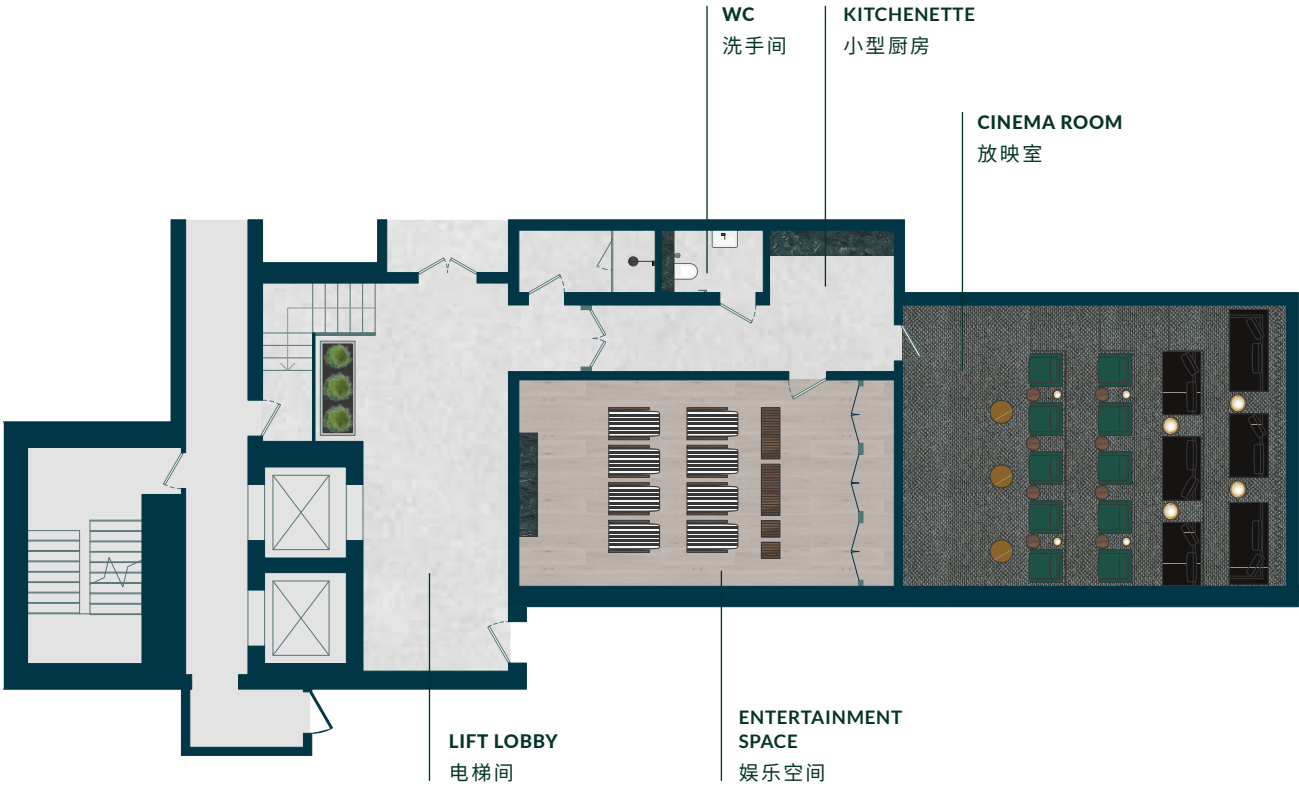 WC
洗手间
KITCHENETTE
小型厨房
CINEMA ROOM
放映室
LIFT LOBBY
电梯间
ENTERTAINMENT
SPACE
娱乐空间